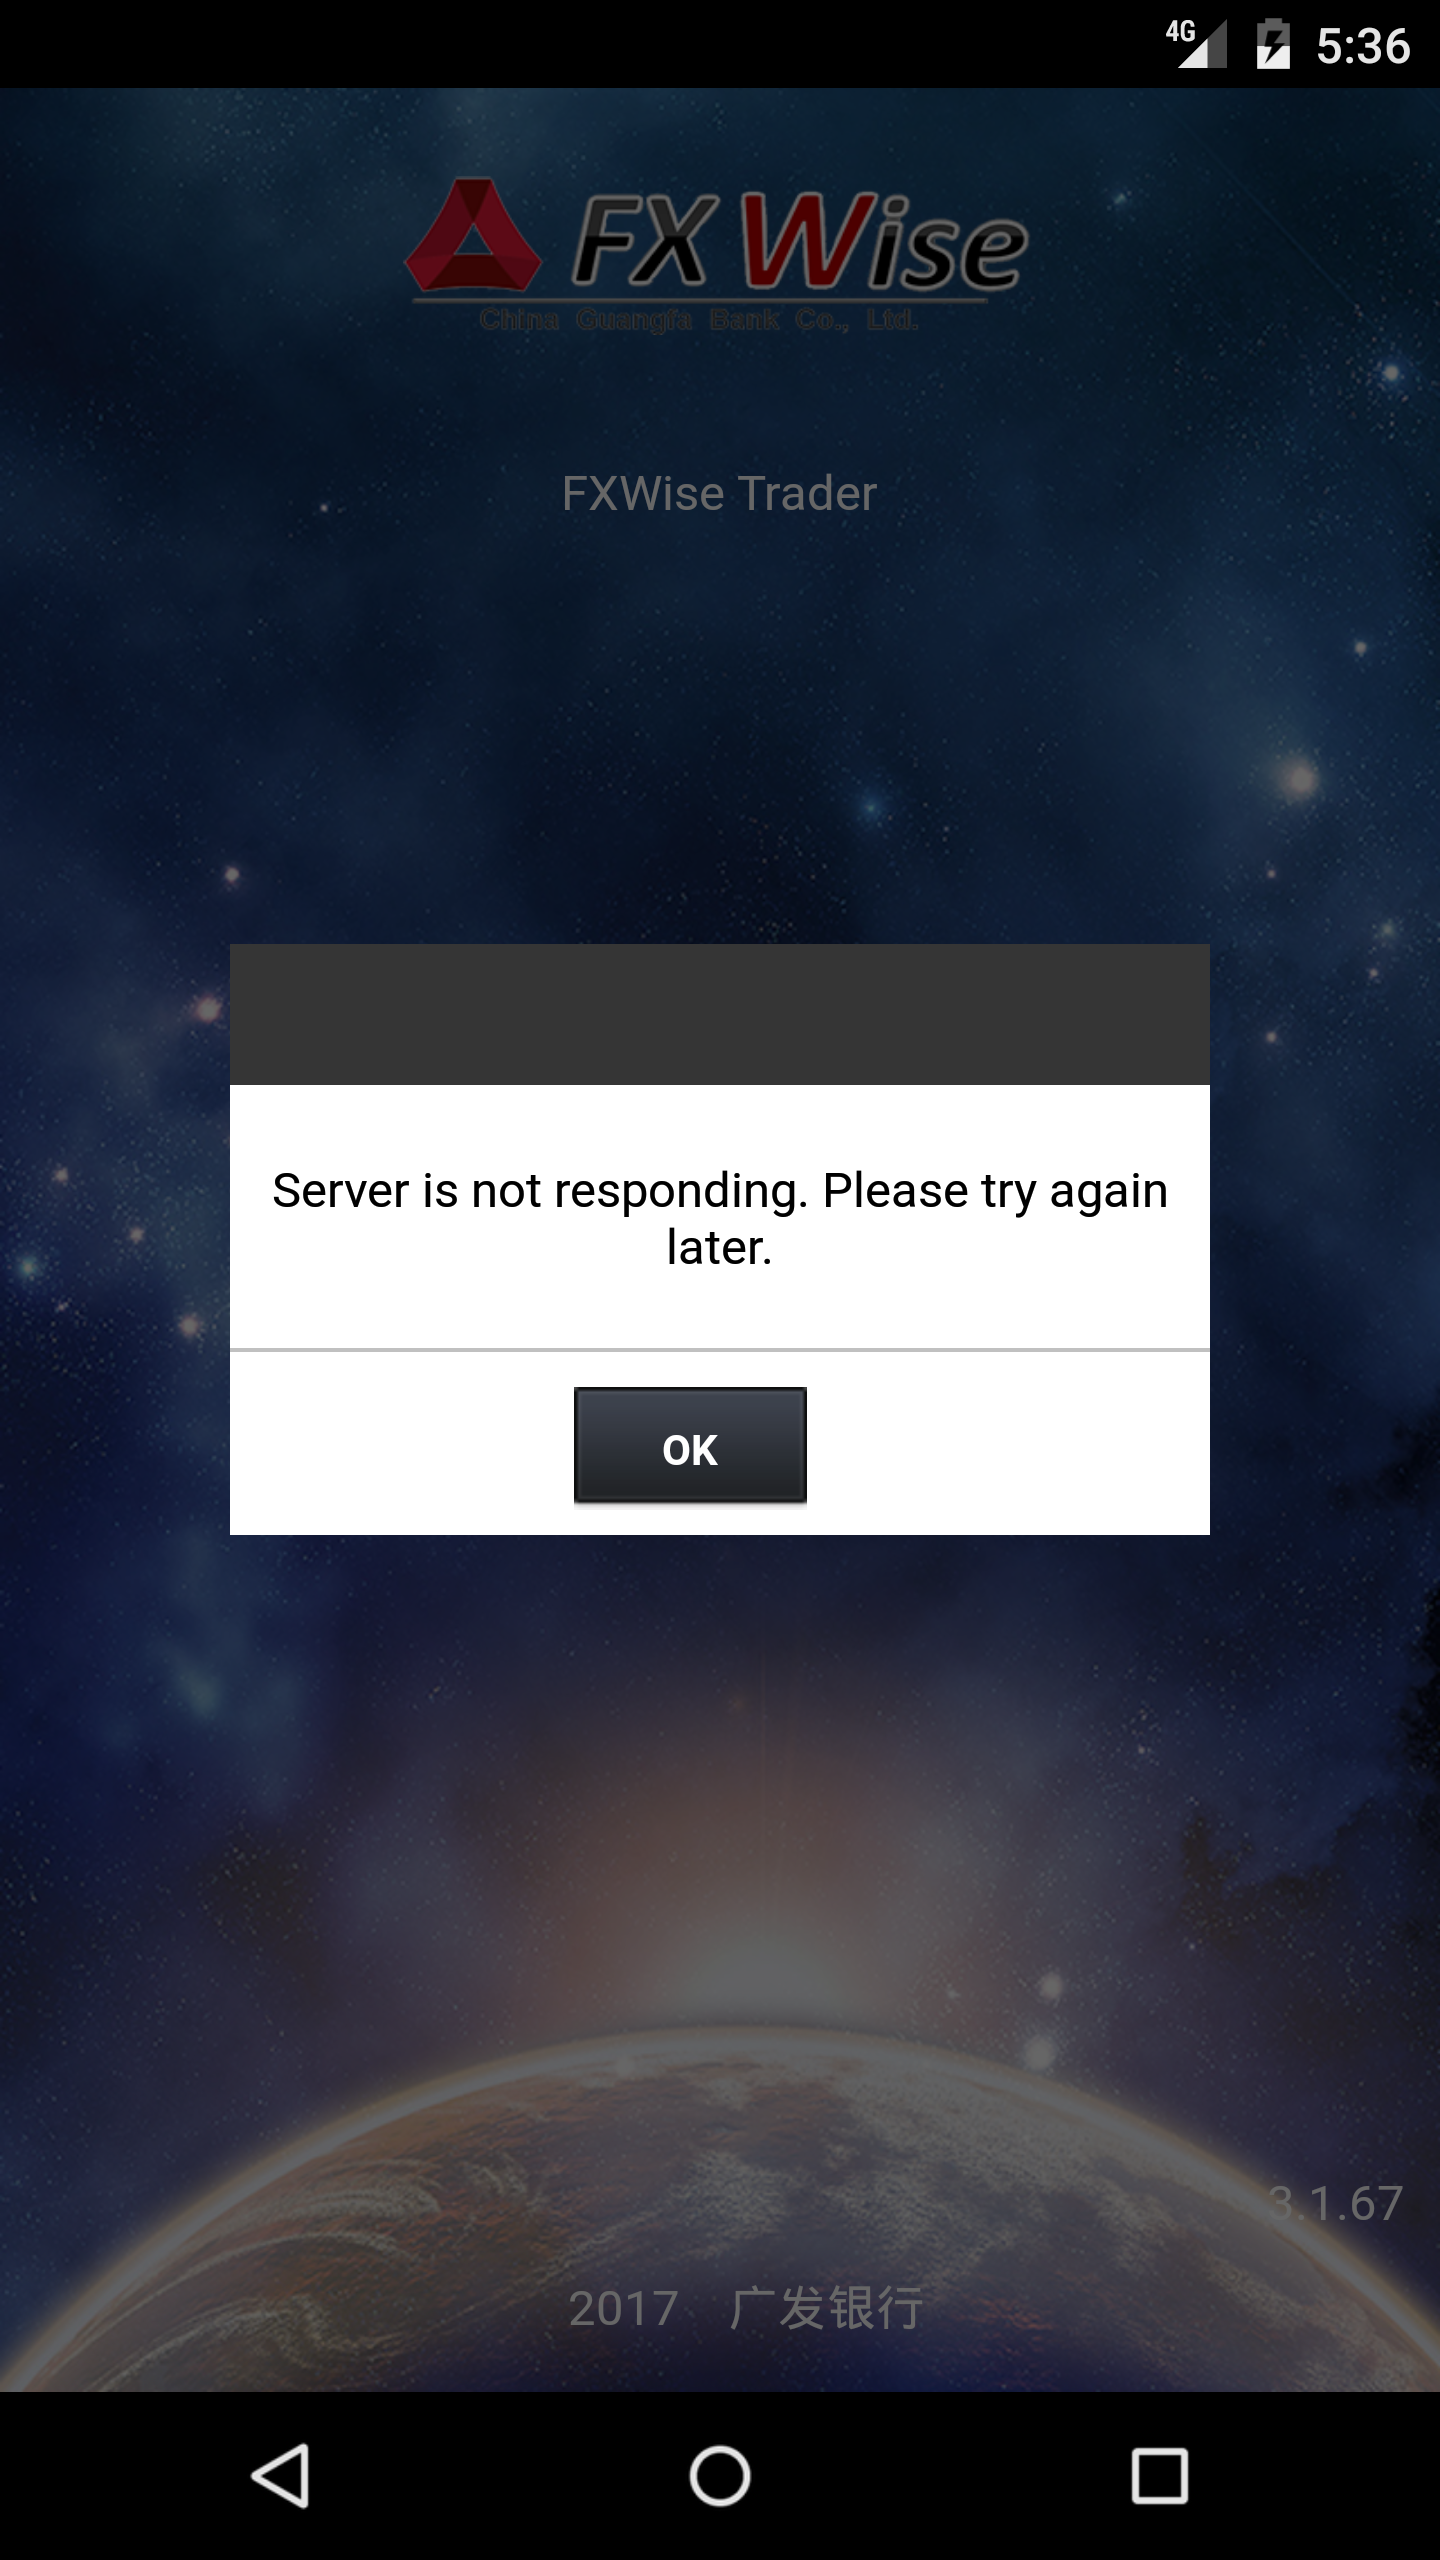 4G 5:36
FX Wise
China Guangfa Bank Co., Ltd.
FXWise Trader
Server is not responding. Please try again
later.
OK
3.1.67
2017 广发银行